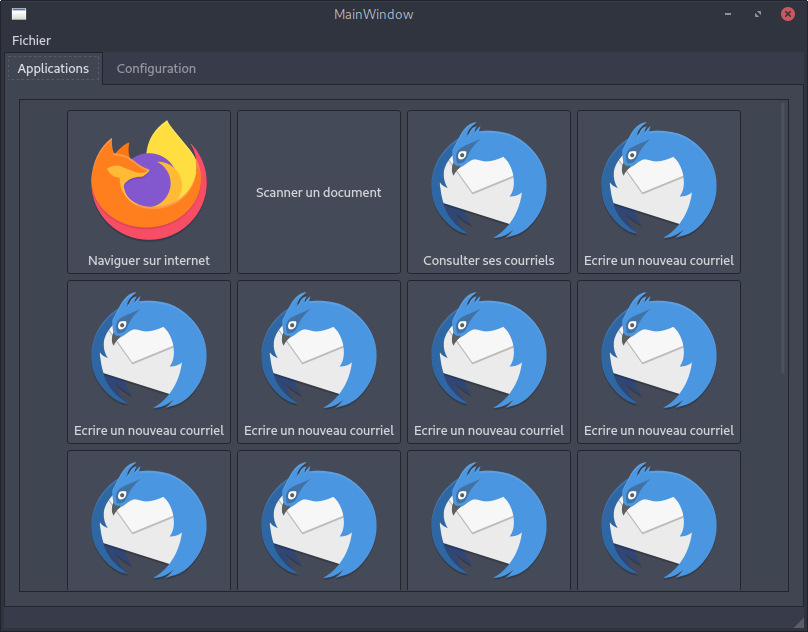 MainWindow
Fichier
Applications
Configuration
Naviguer sur internet
Scanner un document
Consulter ses courriels
Ecrire un nouveau courriel
Ecrire un nouveau courriel
Ecrire un nouveau courriel
Ecrire un nouveau courriel
Ecrire un nouveau courriel